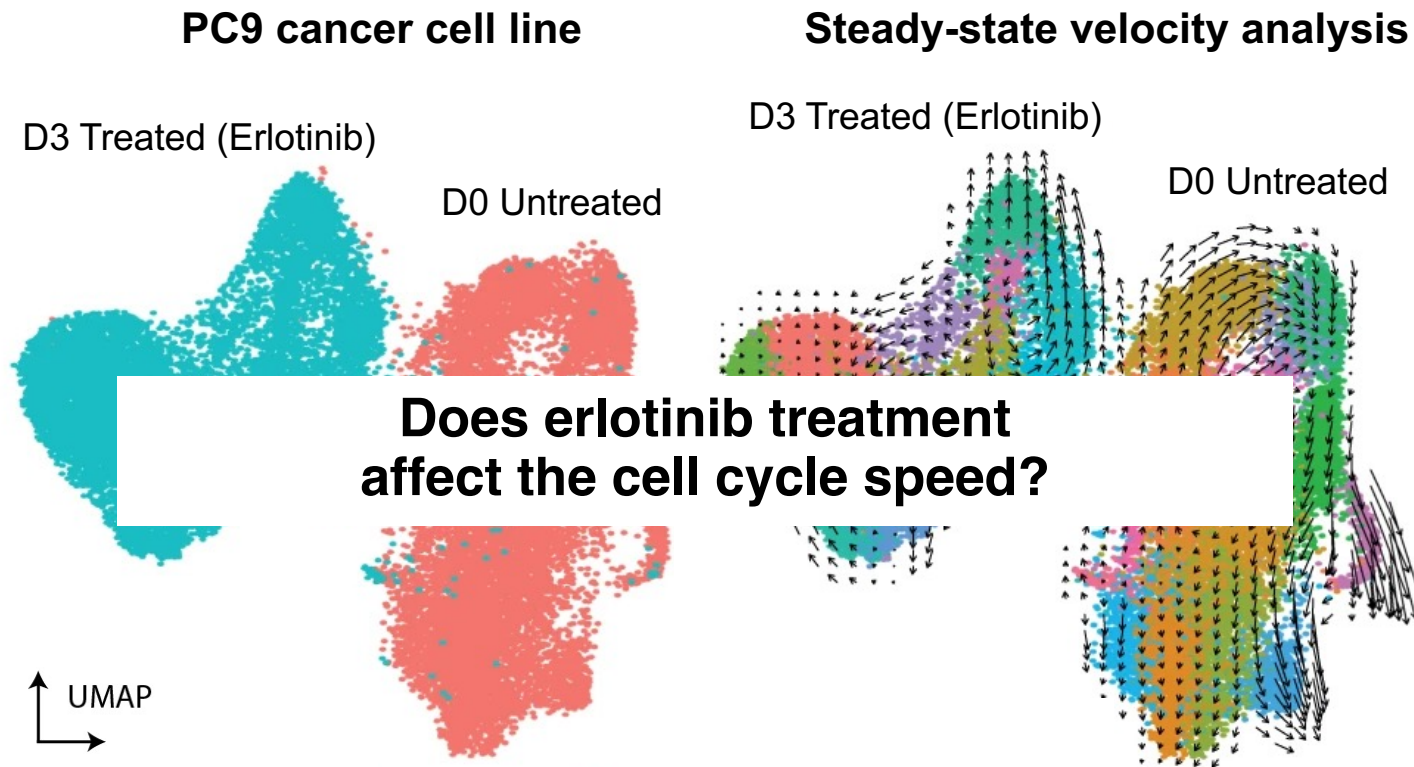 PC9 cancer cell line
Steady-state velocity analysis
D3 Treated (Erlotinib)
D0 Untreated
D3 Treated (Erlotinib)
D0 Untreated
Does erlotinib treatment
affect the cell cycle speed?
UMAP